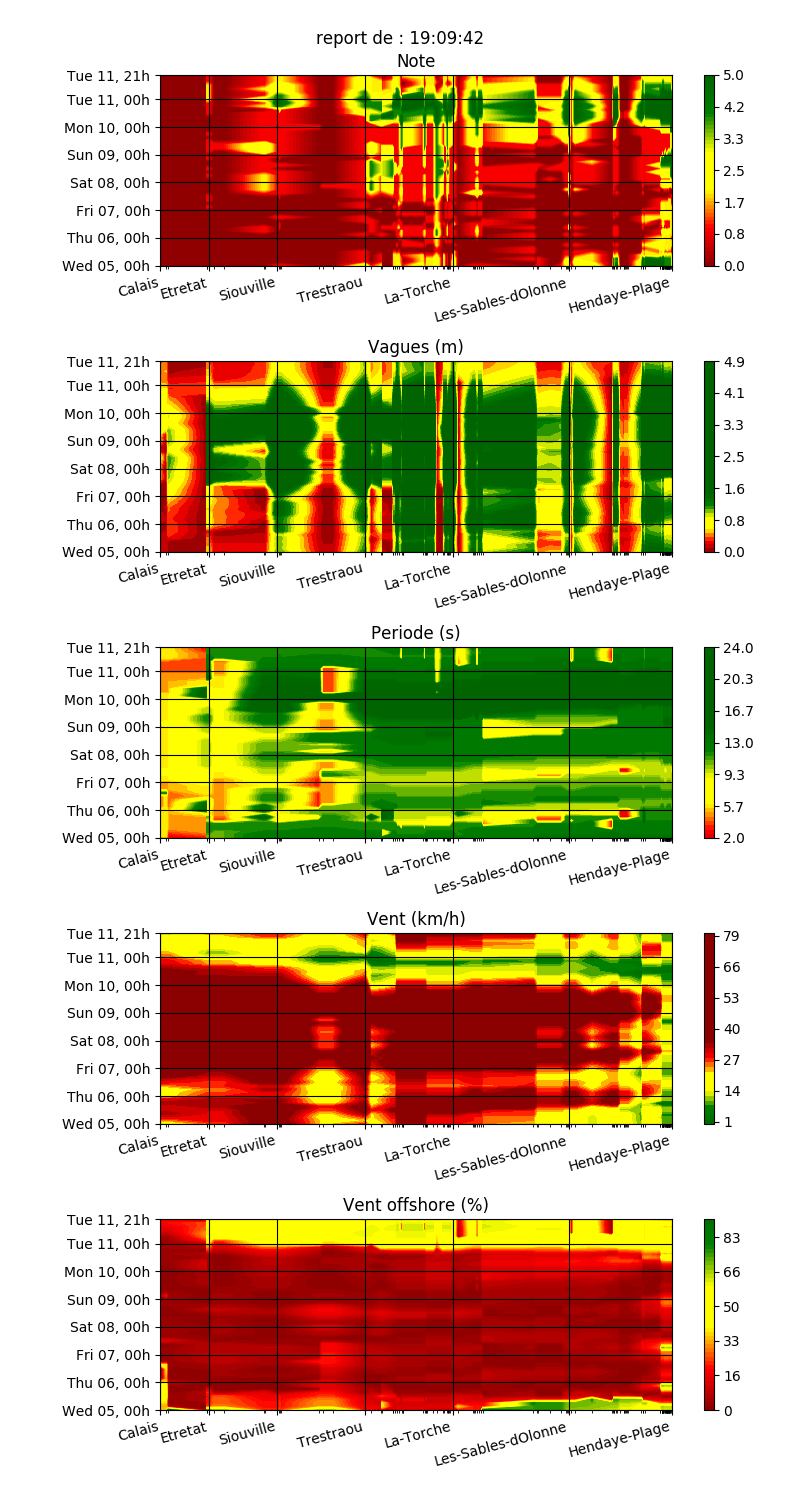 report de : 19:09:42
Note
Tue 11, 21h
Tue 11, 00h
Mon 10, 00h
Sun 09, 00h
Sat 08, 00h
Fri 07, 00h
Thu 06, 00h
Wed 05, 00h
5.0
4.2
3.3
2.5
1.7
0.8
0.0
Calais
Etretat
Siouville
Trestraou
La-Torche
Les-Sables-dOlonne
Hendaye-Plage
Vagues (m)
Tue 11, 21h
Tue 11, 00h
Mon 10, 00h
Sun 09, 00h
Sat 08, 00h
Fri 07, 00h
Thu 06, 00h
Wed 05, 00h
4.9
4.1
3.3
2.5
1.6
0.8
0.0
Calais
Etretat
Siouville
Trestraou
La-Torche
Les-Sables-dOlonne
Hendaye-Plage
Periode (s)
Tue 11, 21h
Tue 11, 00h
Mon 10, 00h
Sun 09, 00h
Sat 08, 00h
Fri 07, 00h
Thu 06, 00h
Wed 05, 00h
24.0
20.3
16.7
13.0
9.3
5.7
2.0
Calais
Etretat
Siouville
Trestraou
La-Torche
Les-Sables-dOlonne
Hendaye-Plage
Vent (km/h)
Tue 11, 21h
Tue 11, 00h
Mon 10, 00h
Sun 09, 00h
Sat 08, 00h
Fri 07, 00h
Thu 06, 00h
Wed 05, 00h
79
66
53
40
27
14
1
Calais
Etretat
Siouville
Trestraou
La-Torche
Les-Sables-dOlonne
Hendaye-Plage
Vent offshore (%)
Tue 11, 21h
Tue 11, 00h
Mon 10, 00h
Sun 09, 00h
Sat 08, 00h
Fri 07, 00h
Thu 06, 00h
Wed 05, 00h
83
66
50
33
16
0
Calais
Etretat
Siouville
Trestraou
La-Torche
Les-Sables-dOlonne
Hendaye-Plage